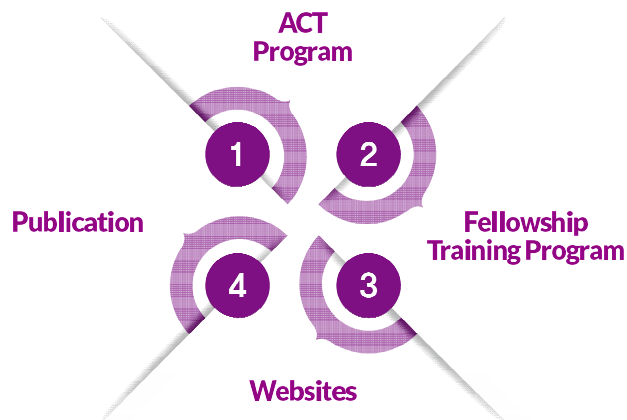 ACT
Program
1
2
Publication
Fellowship
Training Program
4
3
Websites